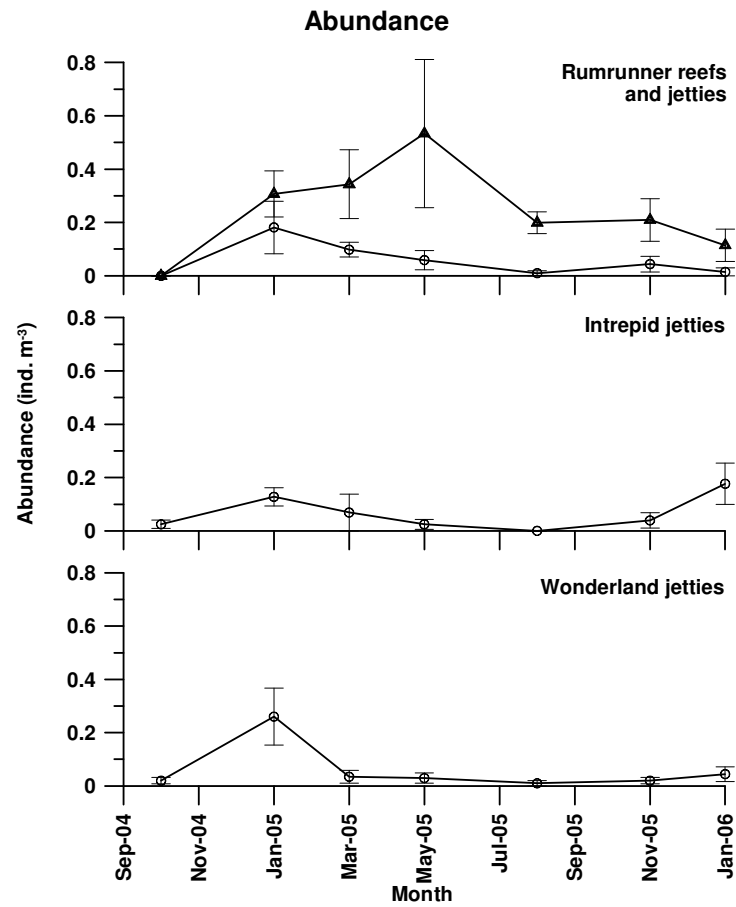 Abundance
Rumrunner reefs
and jetties
0.8
0.6
0.4
0.2
0
Intrepid jetties
0.8
0.6
0.4
0.2
0
Abundance (ind. m⁻³)
Wonderland jetties
0.8
0.6
0.4
0.2
0
Sep-04
Nov-04
Jan-05
Mar-05
May-05
Jul-05
Sep-05
Nov-05
Jan-06
Month